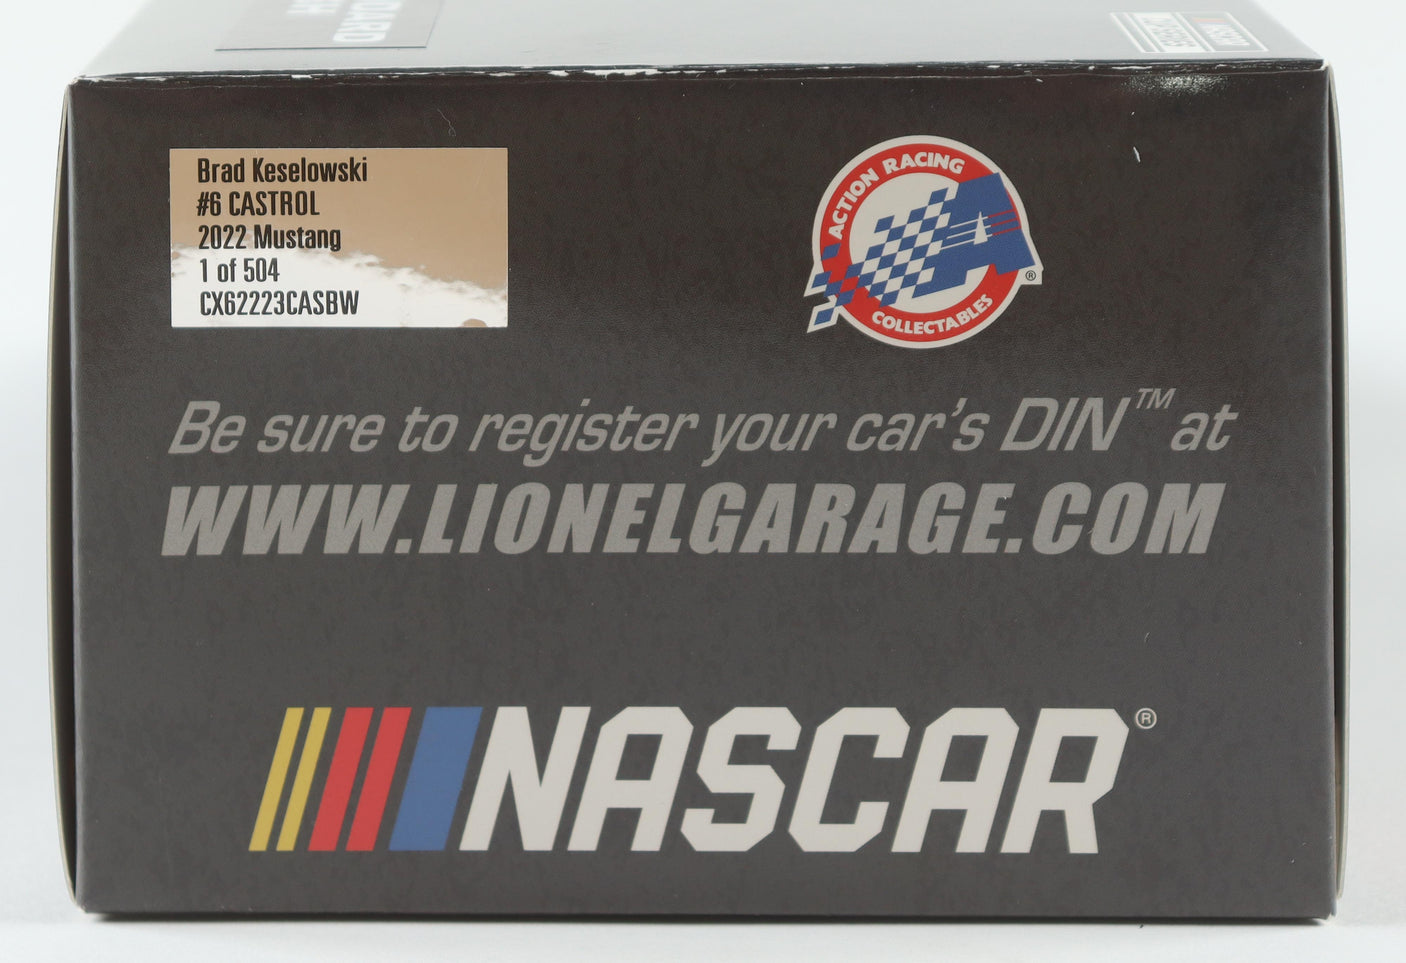 Brad Keselowski
#6 CASTROL
2022 Mustang
1 of 504
CX62223CASBW
ACTION RACING
COLLECTABLES
®
Be sure to register your car's DIN™ at
WWW.LIONELGARAGE.COM
NASCAR®